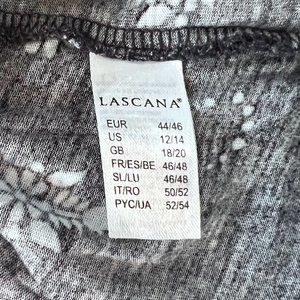 LASCANA®
EUR 44/46
US 12/14
GB 18/20
FR/ES/BE 46/48
SL/LU 46/48
IT/RO 50/52
PYC/UA 52/54